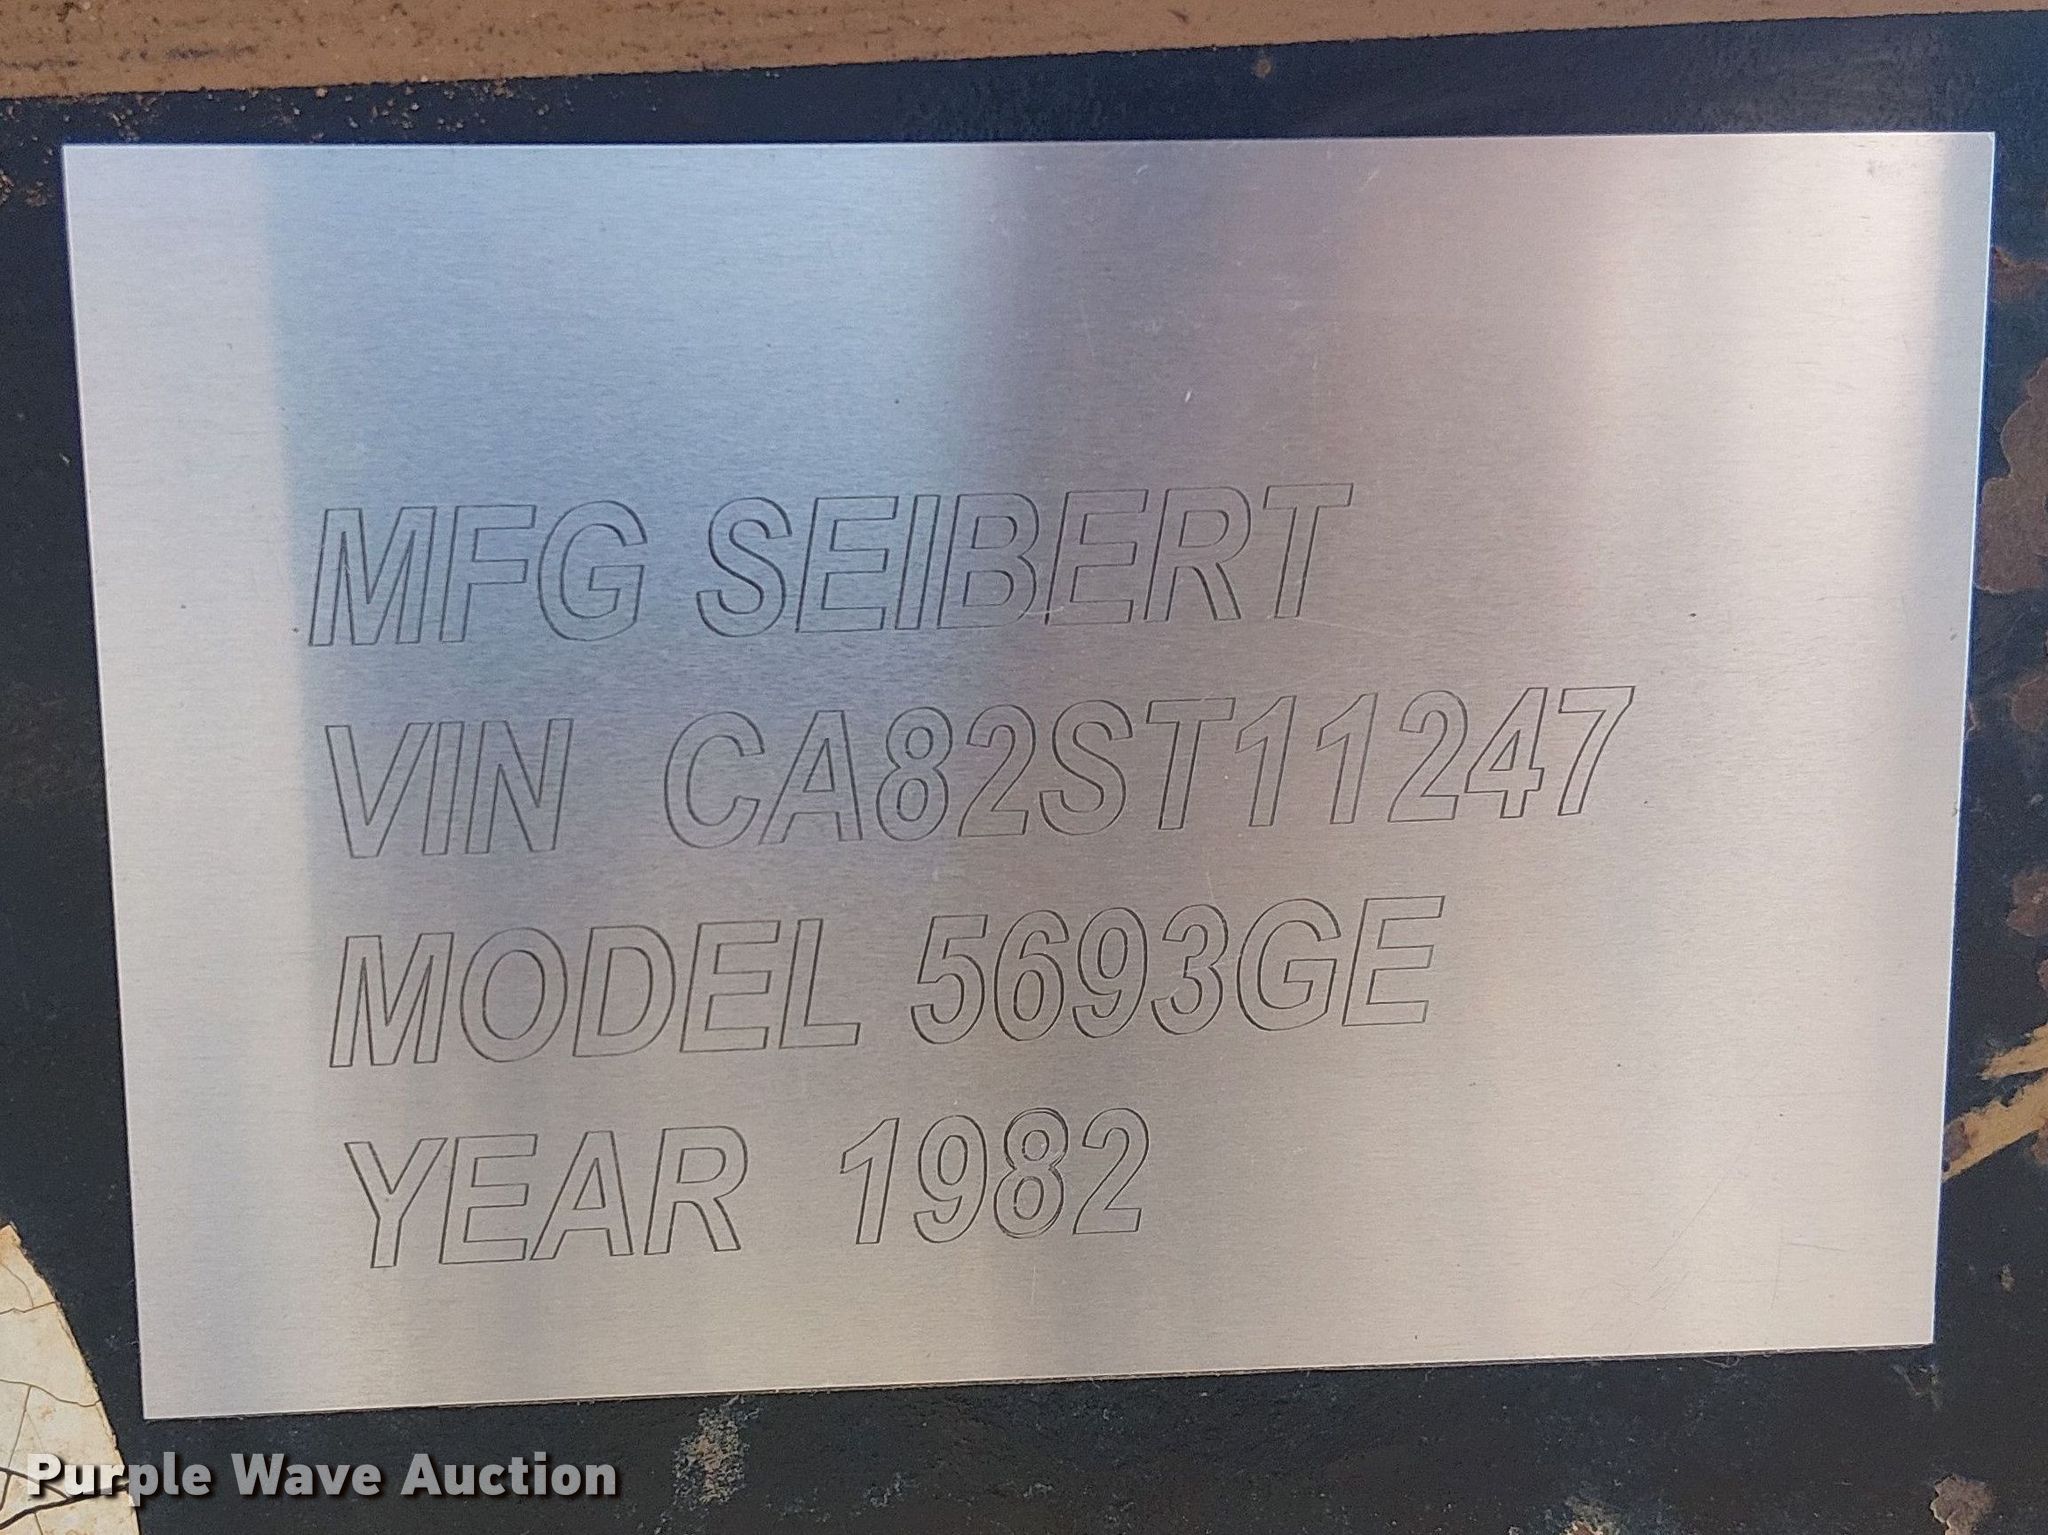 MFG SEIBERT
VIN CA82ST11247
MODEL 5693GE
YEAR 1982
Purple Wave Auction